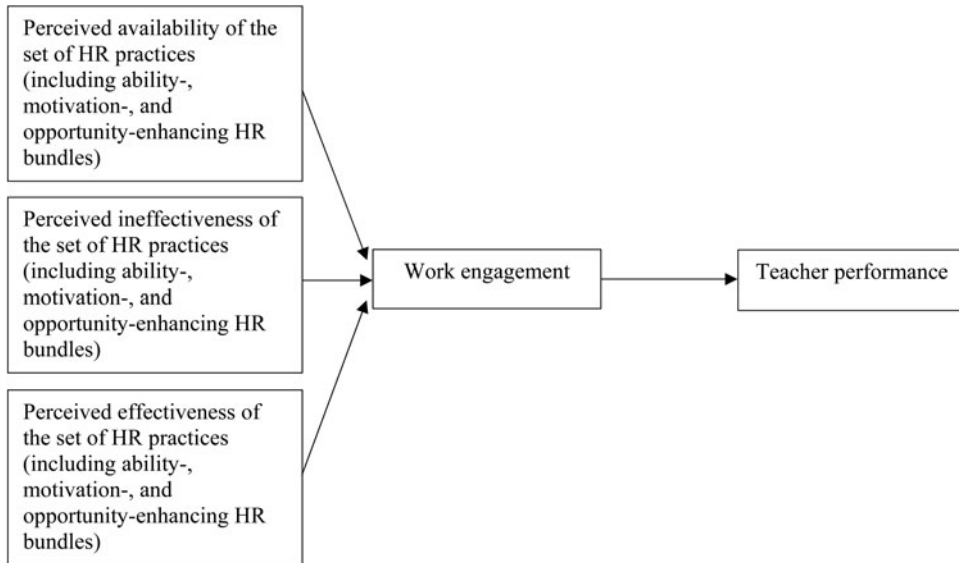 Perceived availability of the
set of HR practices
(including ability-,
motivation-, and
opportunity-enhancing HR
bundles)
Perceived ineffectiveness of
the set of HR practices
(including ability-,
motivation-, and
opportunity-enhancing HR
bundles)
Work engagement
Teacher performance
Perceived effectiveness of
the set of HR practices
(including ability-,
motivation-, and
opportunity-enhancing HR
bundles)